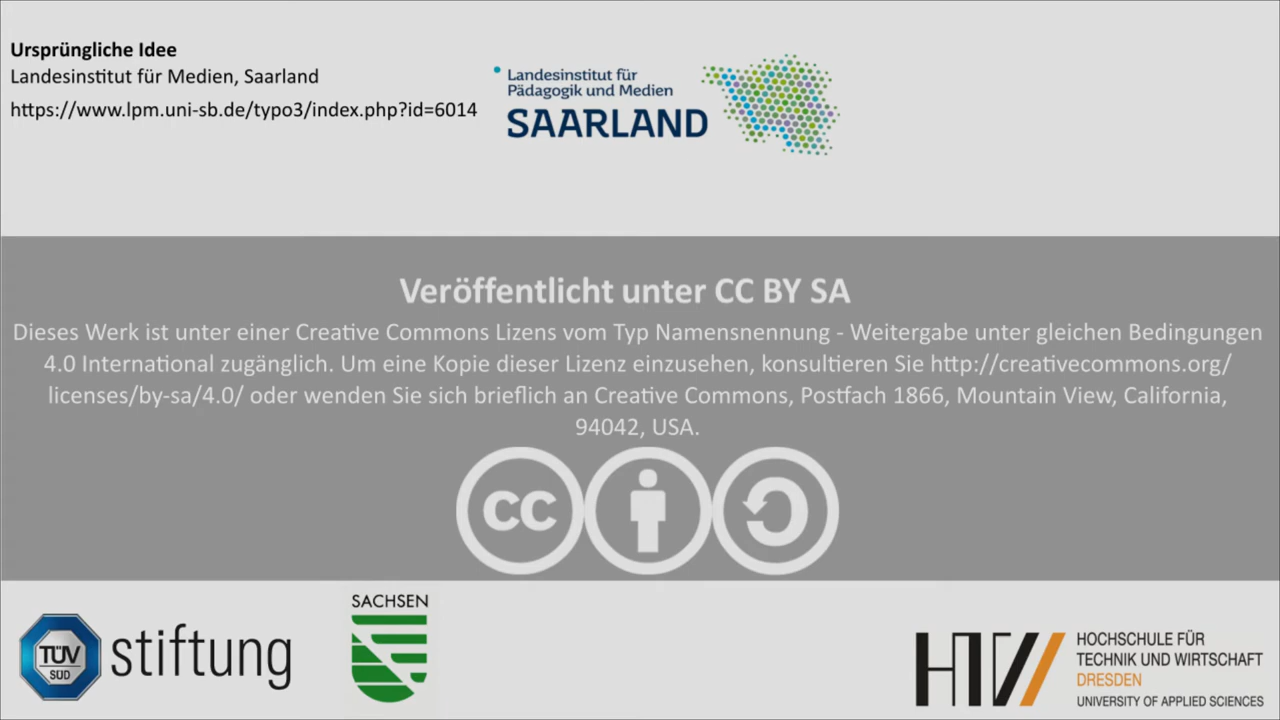 Ursprüngliche Idee
Landesinstitut für Medien, Saarland
https://www.lpm.uni-sb.de/typo3/index.php?id=6014
Landesinstitut für
Pädagogik und Medien
SAARLAND
Veröffentlicht unter CC BY SA
Dieses Werk ist unter einer Creative Commons Lizens vom Typ Namensnennung - Weitergabe unter gleichen Bedingungen
4.0 International zugänglich. Um eine Kopie dieser Lizenz einzusehen, konsultieren Sie http://creativecommons.org/
licenses/by-sa/4.0/ oder wenden Sie sich brieflich an Creative Commons, Postfach 1866, Mountain View, California,
94042, USA.
cc
TÜV
SÜD
stiftung
SACHSEN
HTW
HOCHSCHULE FÜR
TECHNIK UND WIRTSCHAFT
DRESDEN
UNIVERSITY OF APPLIED SCIENCES